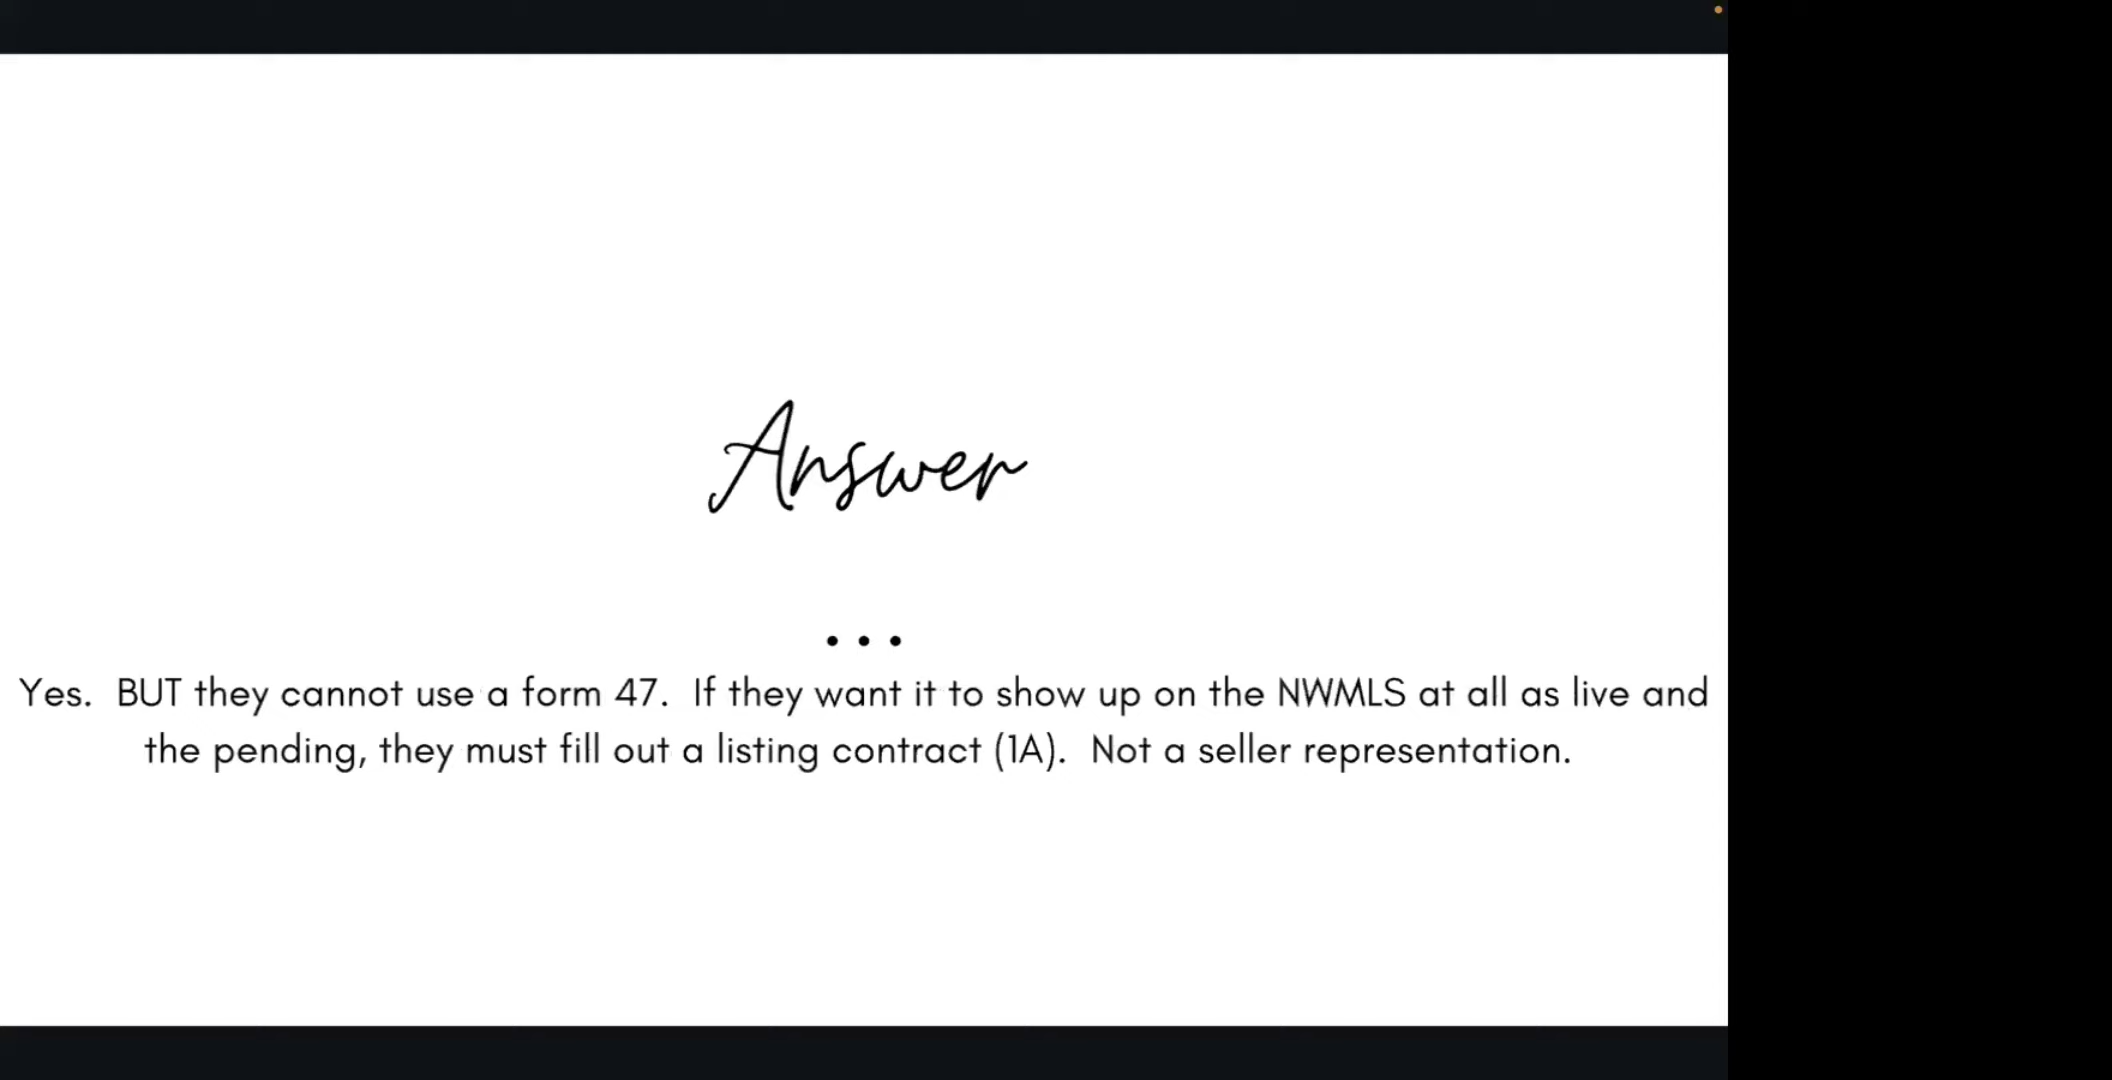 Answer
...
Yes.  BUT they cannot use a form 47.  If they want it to show up on the NWMLS at all as live and
the pending, they must fill out a listing contract (1A).  Not a seller representation.